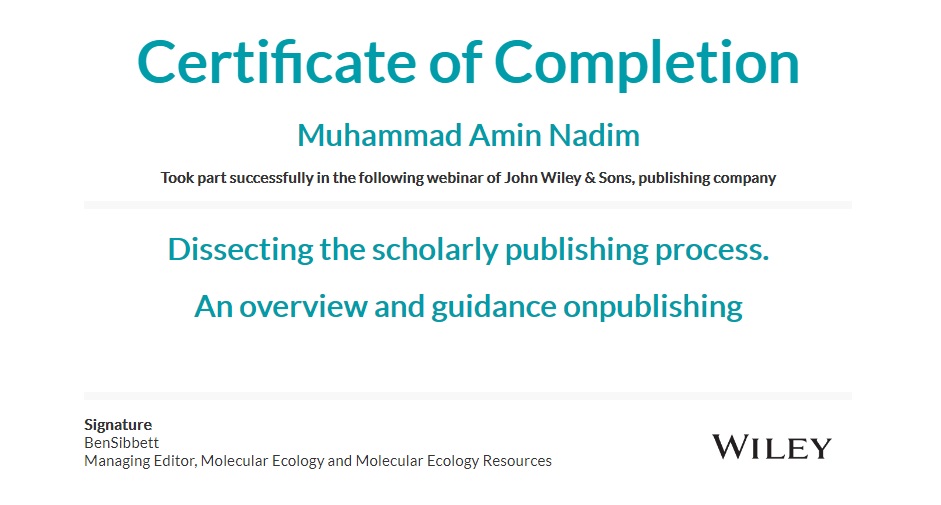 Certificate of Completion
Muhammad Amin Nadim
Took part successfully in the following webinar of John Wiley & Sons, publishing company
Dissecting the scholarly publishing process.
An overview and guidance onpublishing
Signature
BenSibbett
Managing Editor, Molecular Ecology and Molecular Ecology Resources
WILEY